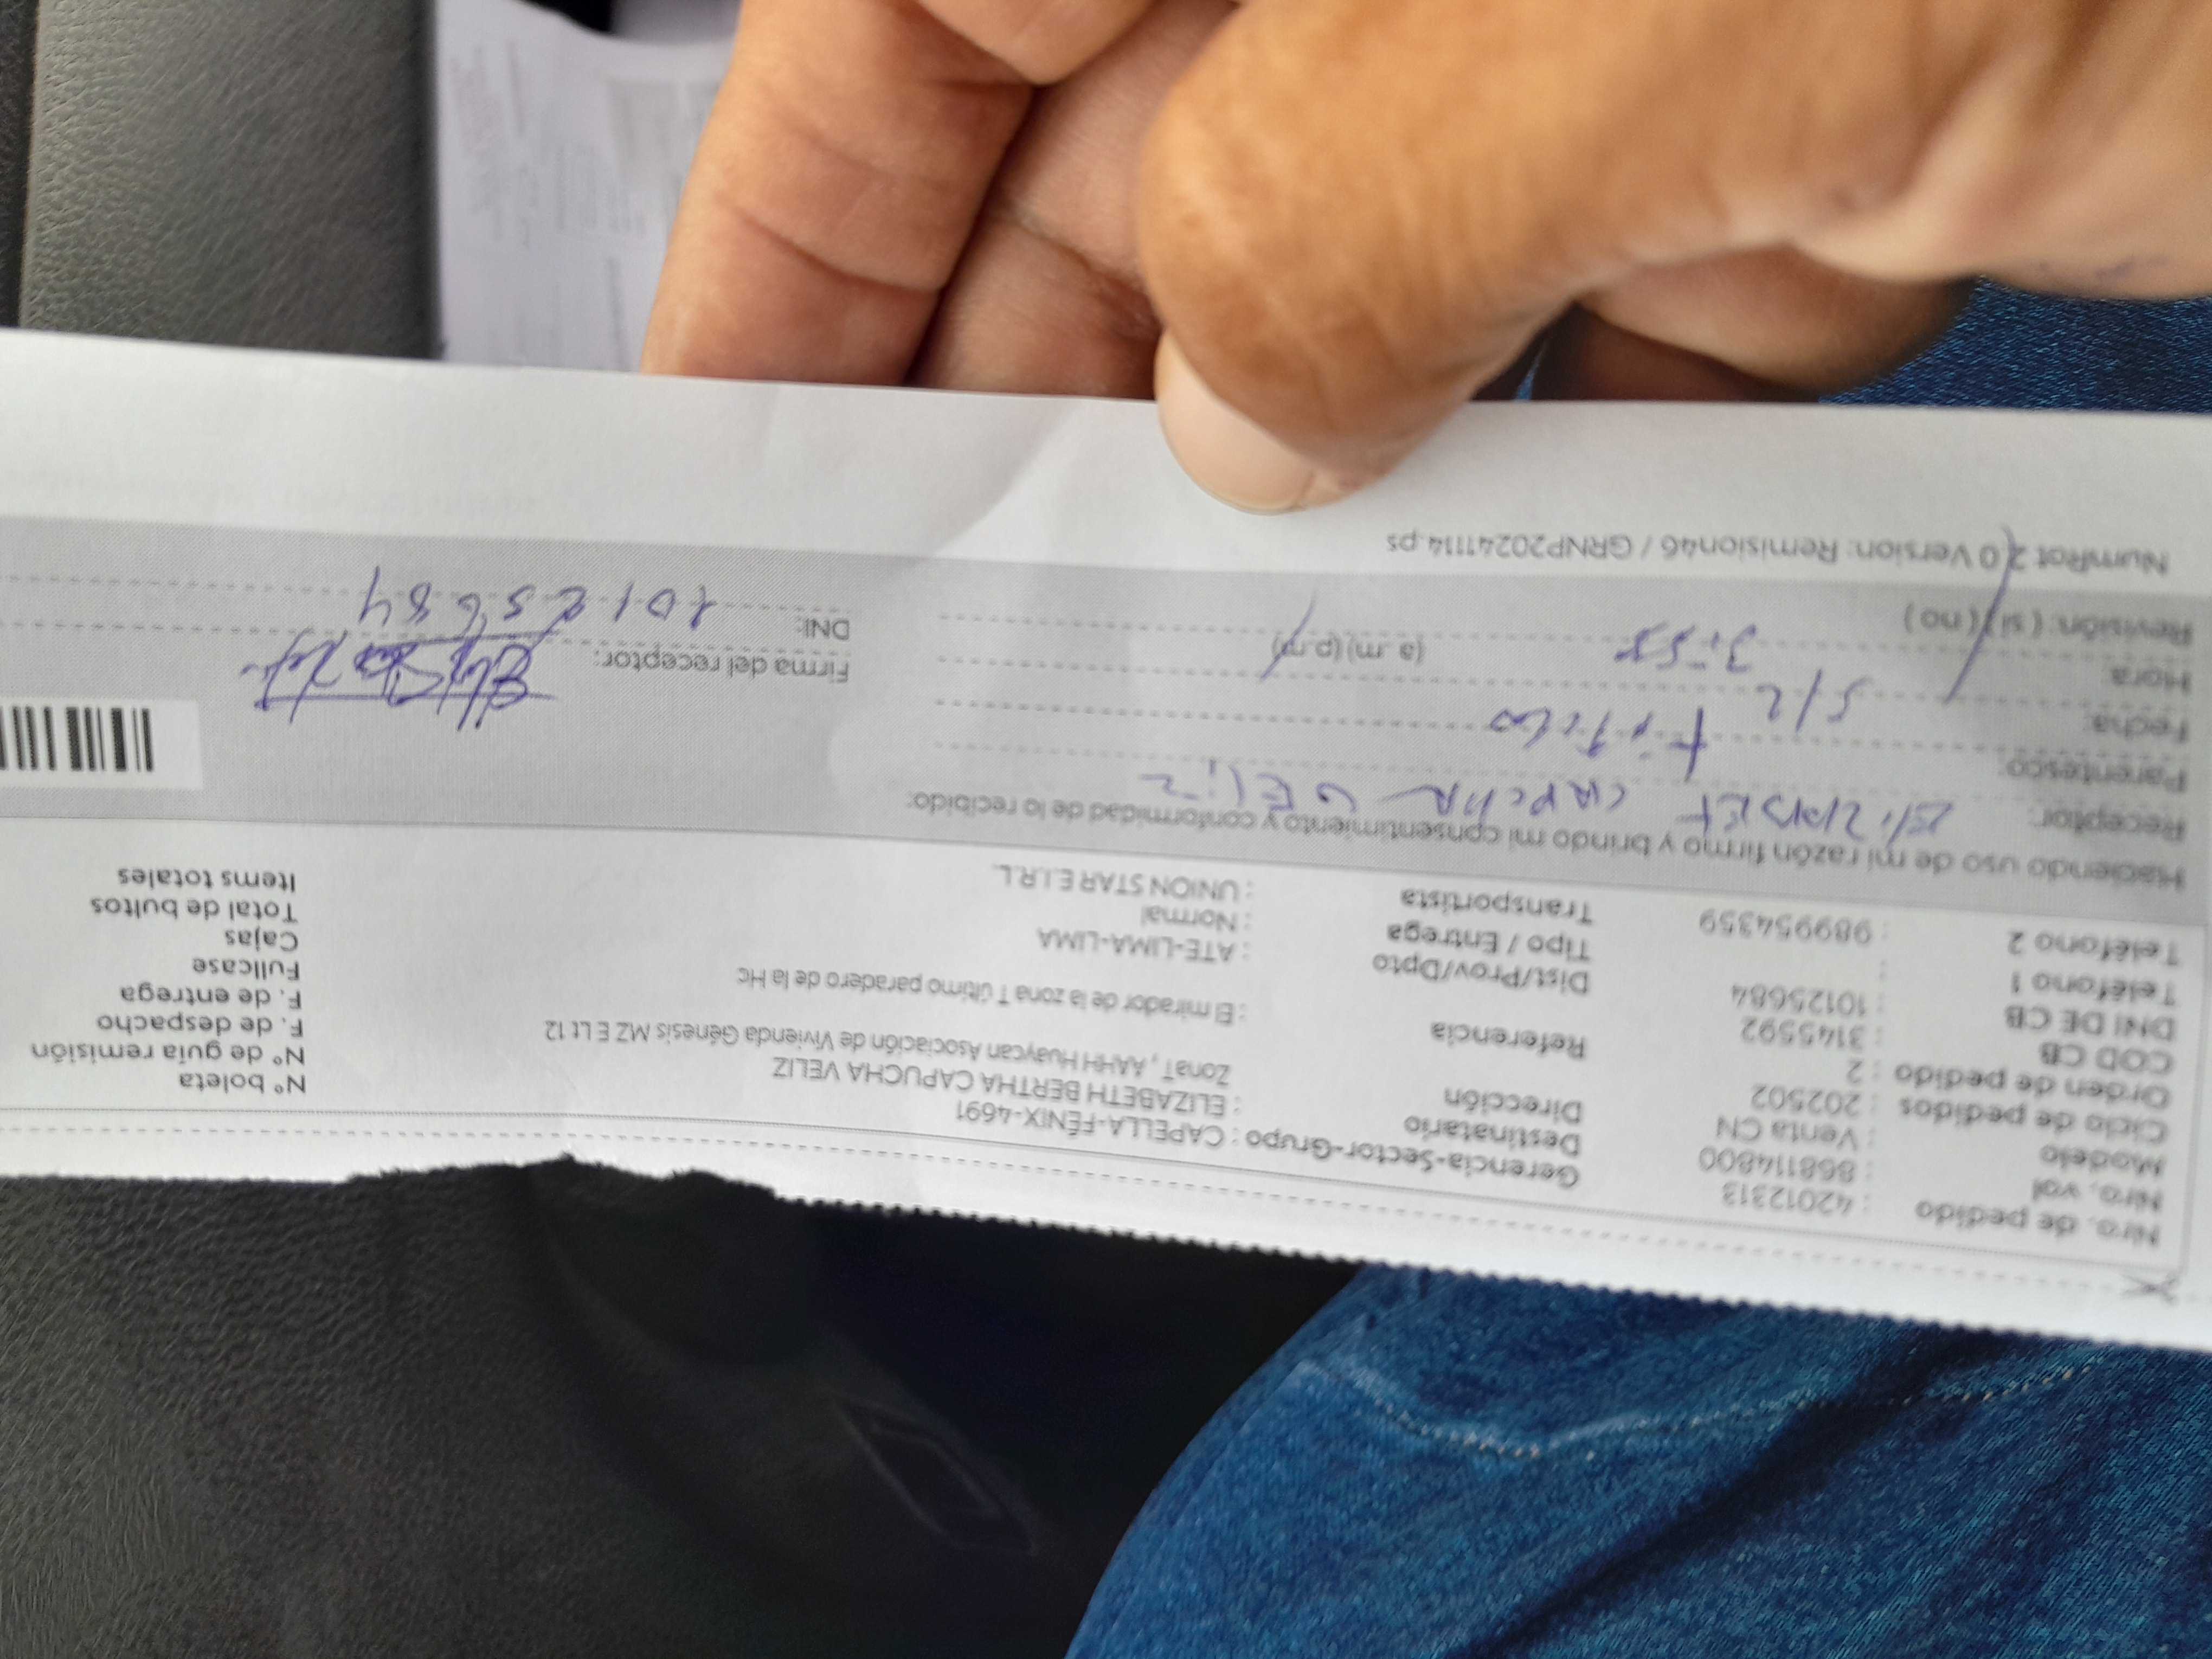 Nro. de pedido : 42012313
Nro. vol : 868114800
Modelo : Venta CN
Ciclo de pedidos : 202502
Orden de pedido : 2
COD CB : 3145592
DNI DE CB : 10125684
Teléfono 1 :
Teléfono 2 : 989954359
Gerencia-Sector-Grupo : CAPELLA-FÉNIX-4691
Destinatario : ELIZABETH BERTHA CAPUCHA VELIZ
Dirección ZonaT , AAHH Huaycan Asociación de Vivienda Génesis MZ E Lt 12
Referencia : El mirador de la zona T último paradero de la Hc
Dist/Prov/Dpto : ATE-LIMA-LIMA
Tipo / Entrega : Normal
Transportista : UNION STAR E.I.R.L.
N° boleta
N° de guía remisión
F. de despacho
F. de entrega
Fullcase
Cajas
Total de bultos
Items totales
Haciendo uso de mi razón firmo y brindo mi consentimiento y conformidad de lo recibido:
Receptor:
Parentesco: Titular
Fecha: 5/2
Hora: 3:55 (a.m) (p.m)
Revisión: ( si ) ( no )
Firma del receptor:
DNI: 10125684
NumRot 2.0 Version: Remision46 / GRNP20241114.ps